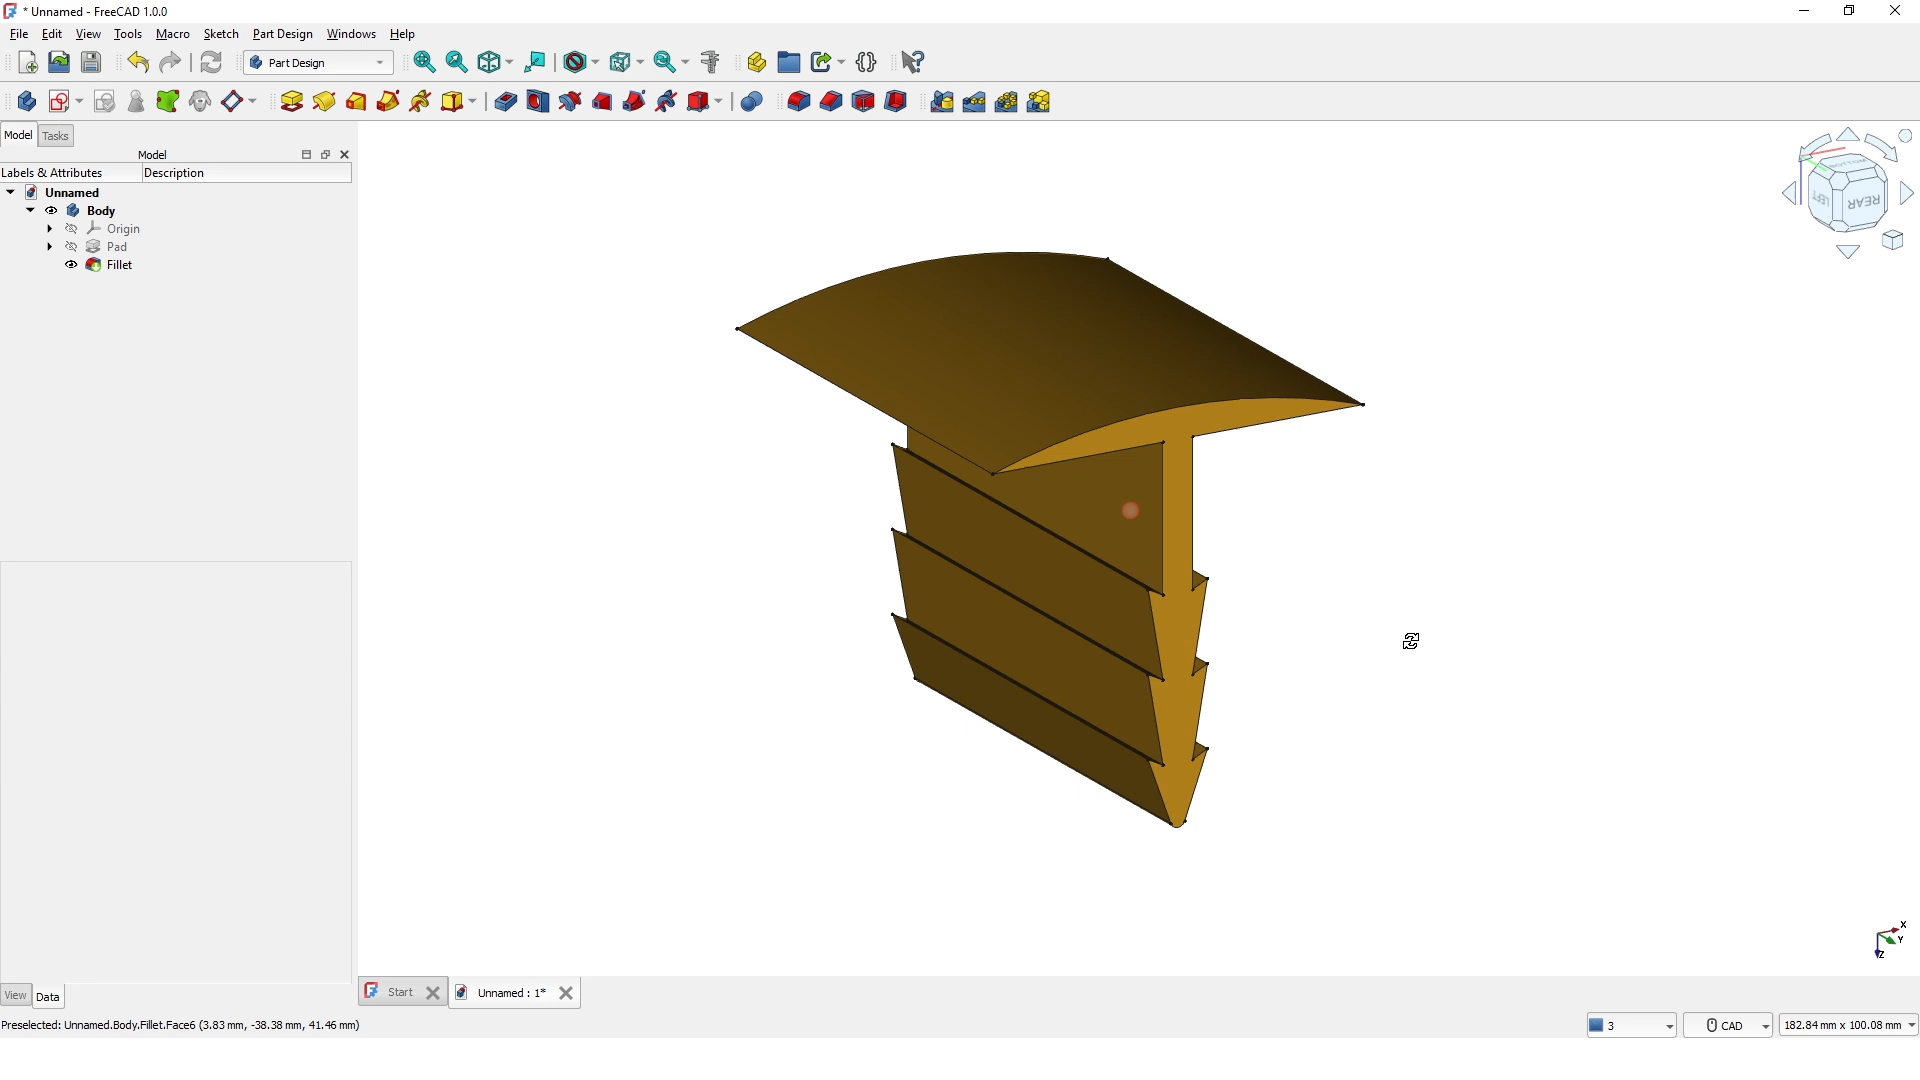 * Unnamed - FreeCAD 1.0.0
File Edit View Tools Macro Sketch Part Design Windows Help
Part Design
Model Tasks
Model
Labels & Attributes Description
Unnamed
Body
Origin
Pad
Fillet
BOTTOM
LEFT
REAR
X
Y
Z
View Data
Start Unnamed : 1*
Preselected: Unnamed.Body.Fillet.Face6 (3.83 mm, -38.38 mm, 41.46 mm)
3 CAD 182.84 mm x 100.08 mm